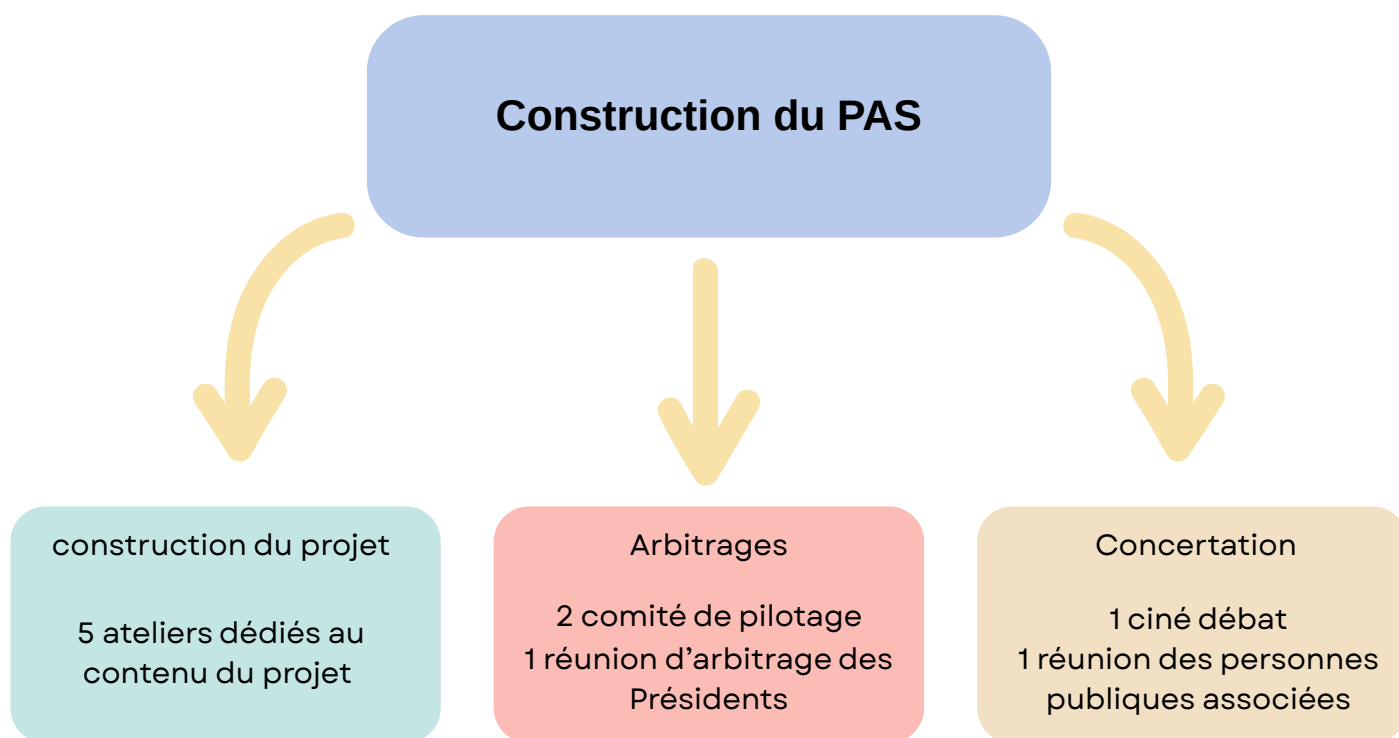 Construction du PAS
construction du projet
5 ateliers dédiés au
contenu du projet
Arbitrages
2 comité de pilotage
1 réunion d'arbitrage des
Présidents
Concertation
1 ciné débat
1 réunion des personnes
publiques associées